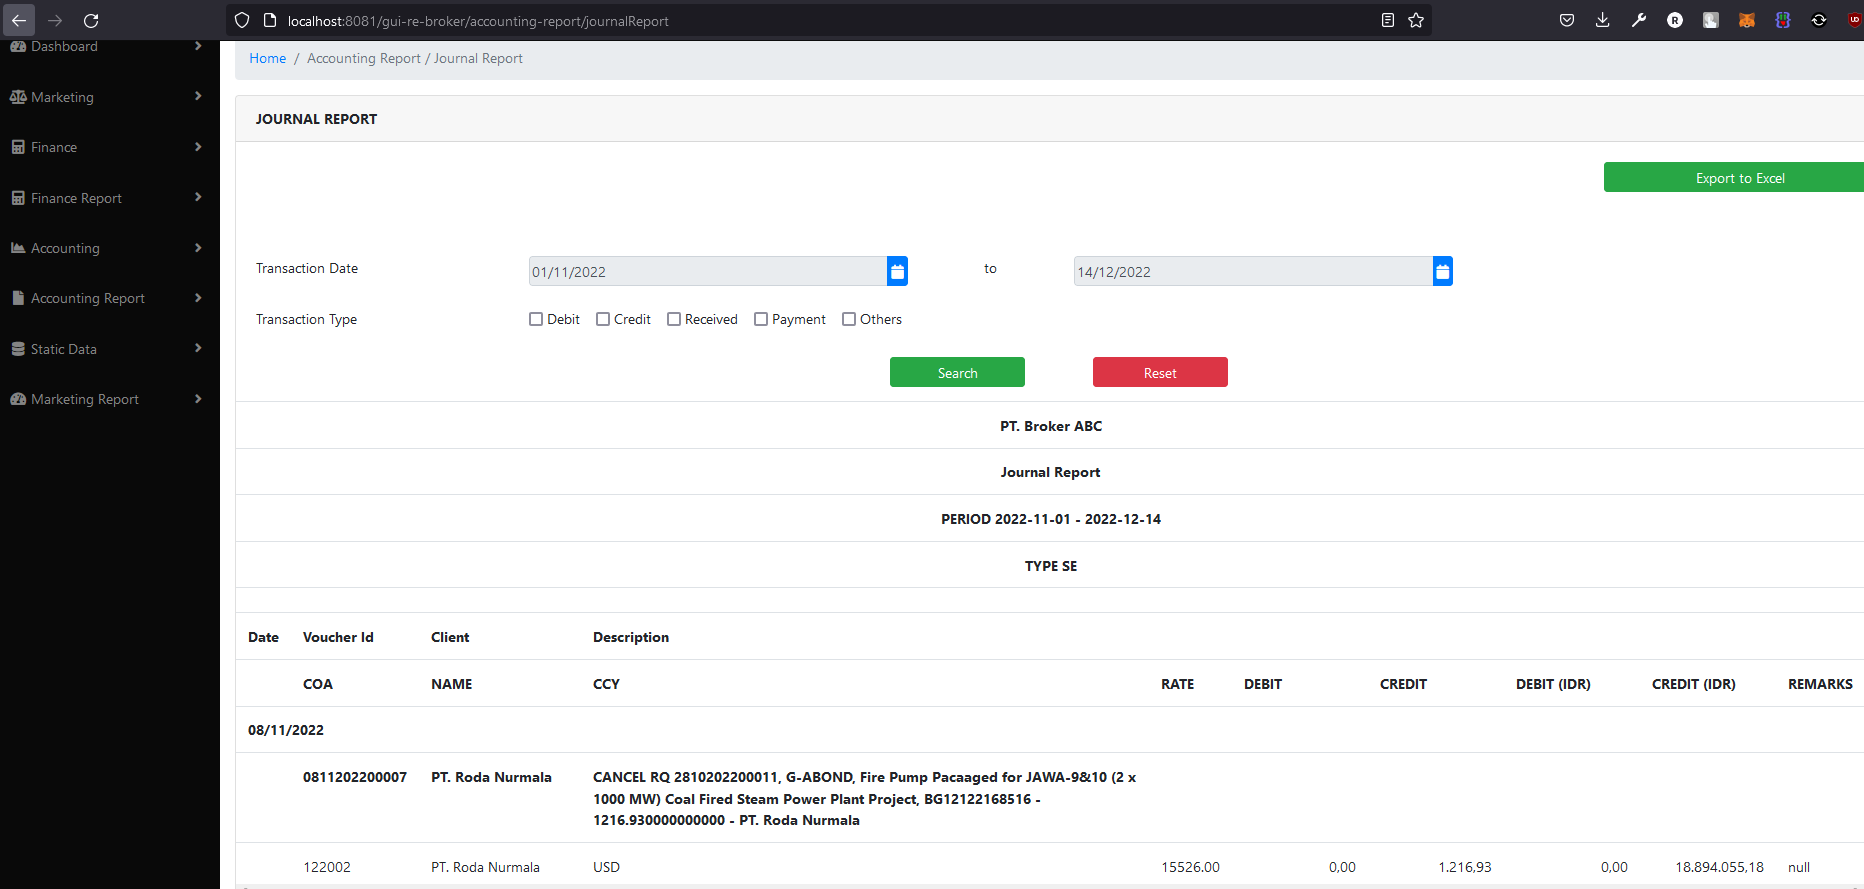 localhost:8081/gui-re-broker/accounting-report/journalReport
R
UD
Dashboard
Marketing
Finance
Finance Report
Accounting
Accounting Report
Static Data
Marketing Report
Home / Accounting Report / Journal Report
JOURNAL REPORT
Export to Excel
Transaction Date 01/11/2022 to 14/12/2022
Transaction Type Debit Credit Received Payment Others
Search Reset
PT. Broker ABC
Journal Report
PERIOD 2022-11-01 - 2022-12-14
TYPE SE
Date Voucher Id Client Description
COA NAME CCY RATE DEBIT CREDIT DEBIT (IDR) CREDIT (IDR) REMARKS
08/11/2022
0811202200007 PT. Roda Nurmala CANCEL RQ 2810202200011, G-ABOND, Fire Pump Pacaaged for JAWA-9&10 (2 x
1000 MW) Coal Fired Steam Power Plant Project, BG12122168516 -
1216.930000000000 - PT. Roda Nurmala
122002 PT. Roda Nurmala USD 15526.00 0,00 1.216,93 0,00 18.894.055,18 null